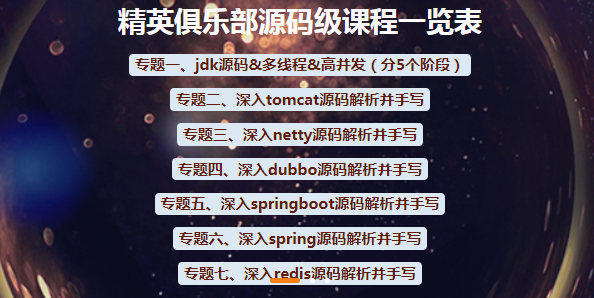 精英俱乐部源码级课程一览表
专题一、jdk源码&多线程&高并发（分5个阶段）
专题二、深入tomcat源码解析并手写
专题三、深入netty源码解析并手写
专题四、深入dubbo源码解析并手写
专题五、深入springboot源码解析并手写
专题六、深入spring源码解析并手写
专题七、深入redis源码解析并手写